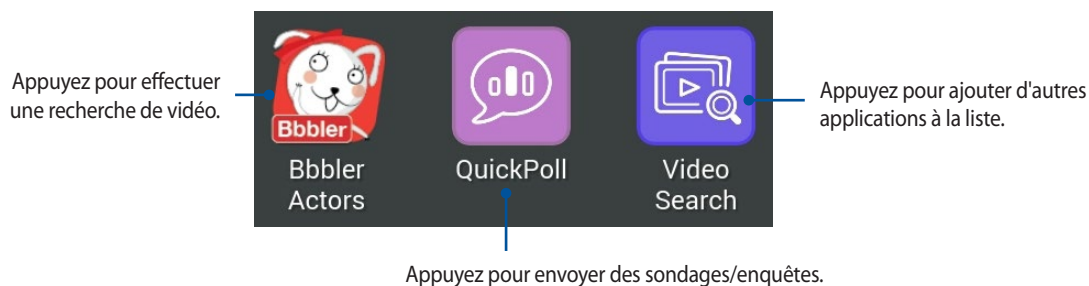 Appuyez pour effectuer
une recherche de vidéo.
Bbbler
Bbbler
Actors
QuickPoll
Video
Search
Appuyez pour ajouter d'autres
applications à la liste.
Appuyez pour envoyer des sondages/enquêtes.